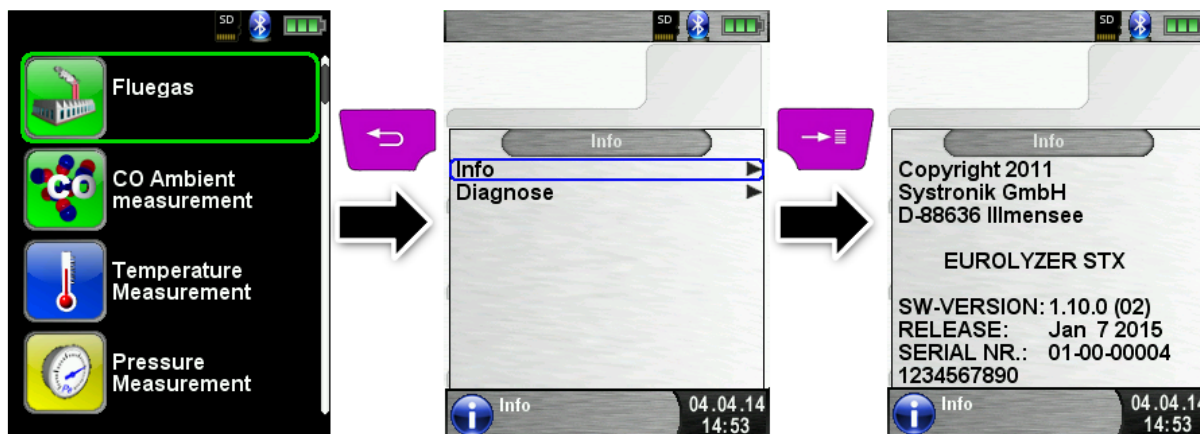 SD
Fluegas
CO
CO Ambient
measurement
Temperature
Measurement
Pa
Pressure
Measurement
SD
Info
Info
Diagnose
Info
04.04.14
14:53
SD
Info
Copyright 2011
Systronik GmbH
D-88636 Illmensee
EUROLYZER STX
SW-VERSION: 1.10.0 (02)
RELEASE: Jan 7 2015
SERIAL NR.: 01-00-00004
1234567890
Info
04.04.14
14:53